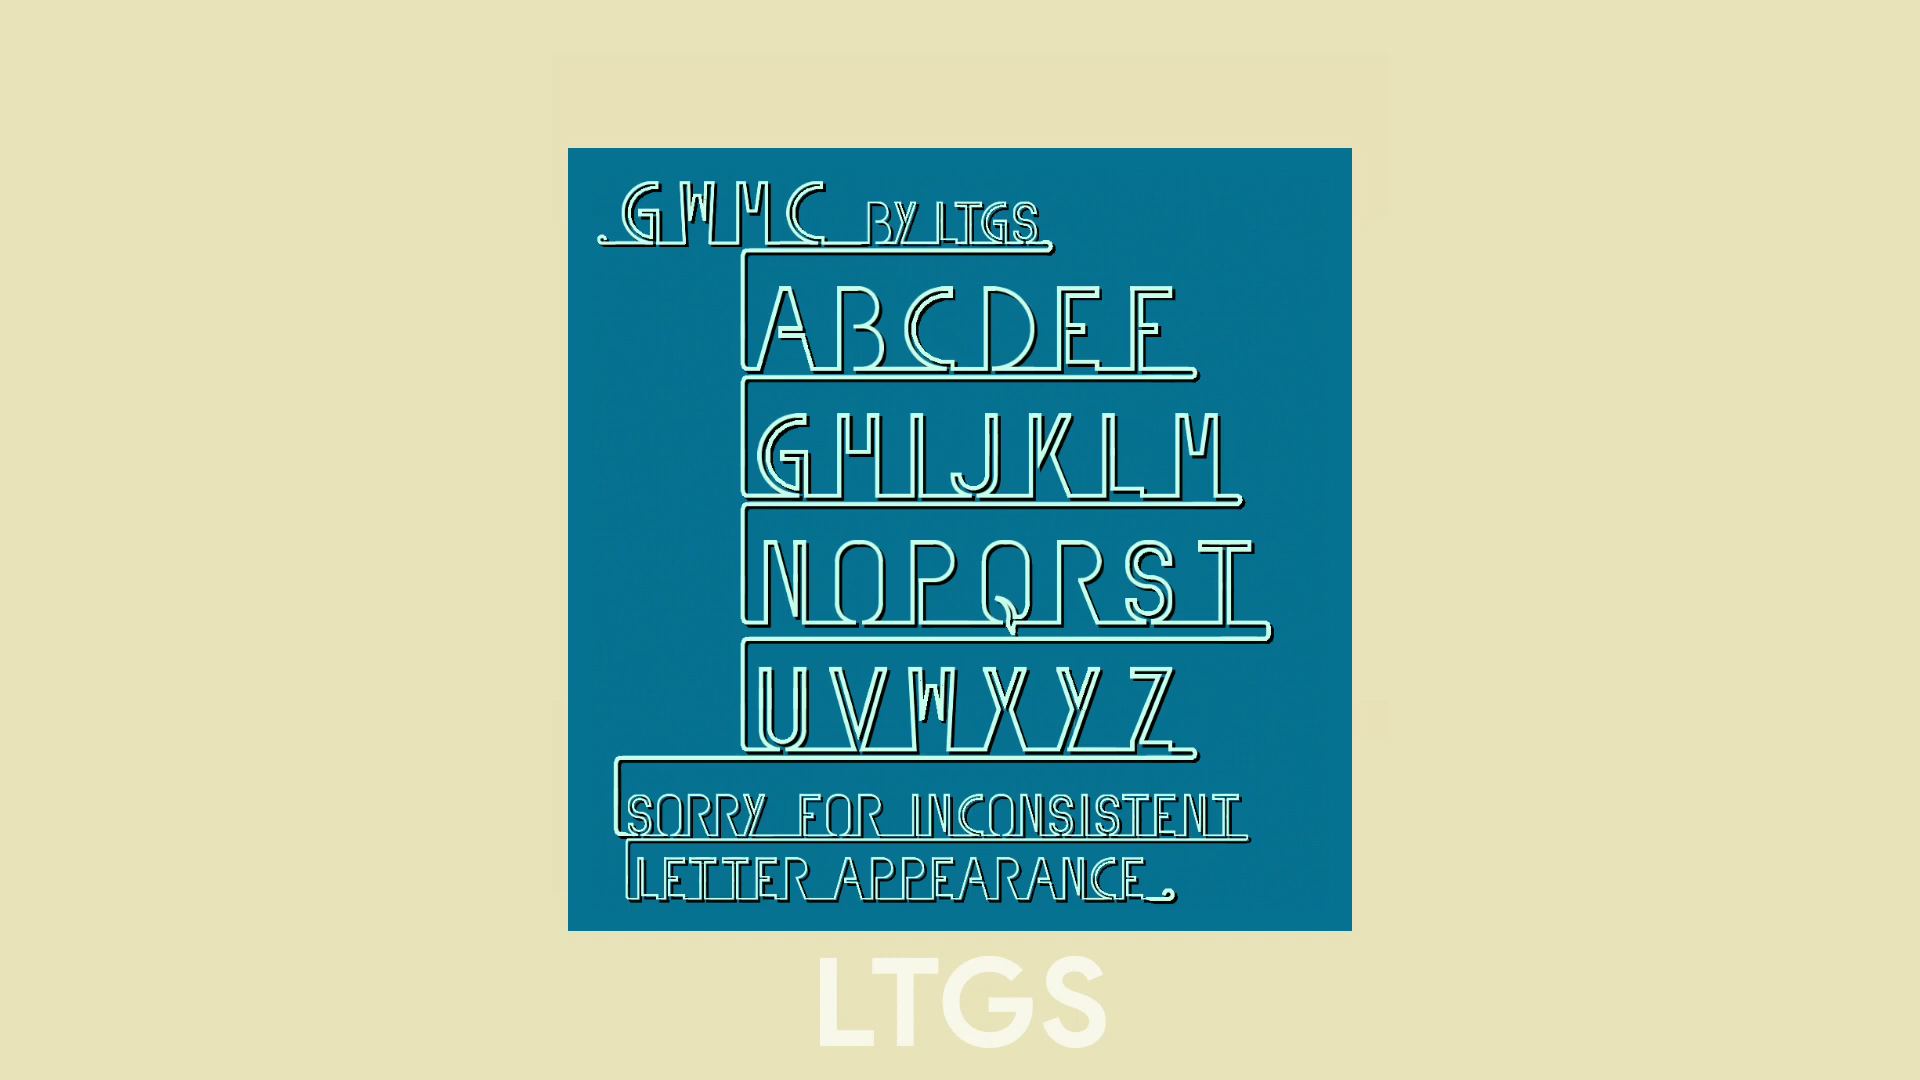 GWMC BY LTGS
ABCDEF
GHIJKLM
NOPQRST
UVWXYZ
SORRY FOR INCONSISTENT
LETTER APPEARANCE
LTGS